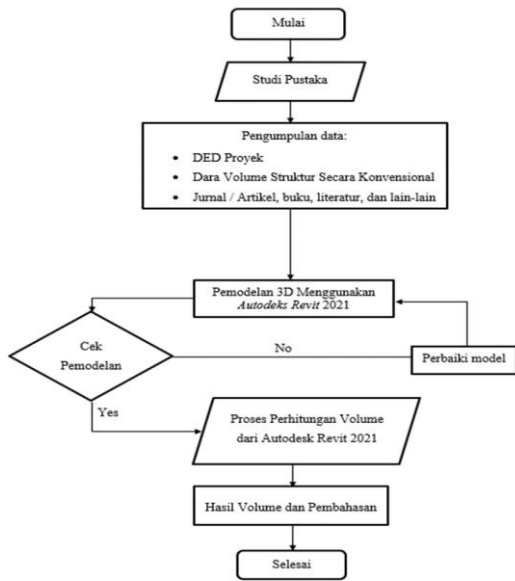 Mulai
Studi Pustaka
Pengumpulan data:
• DED Proyek
• Dara Volume Struktur Secara Konvensional
• Jurnal / Artikel, buku, literatur, dan lain-lain
Pemodelan 3D Menggunakan
Autodeks Revit 2021
Cek
Pemodelan
No
Perbaiki model
Yes
Proses Perhitungan Volume
dari Autodesk Revit 2021
Hasil Volume dan Pembahasan
Selesai